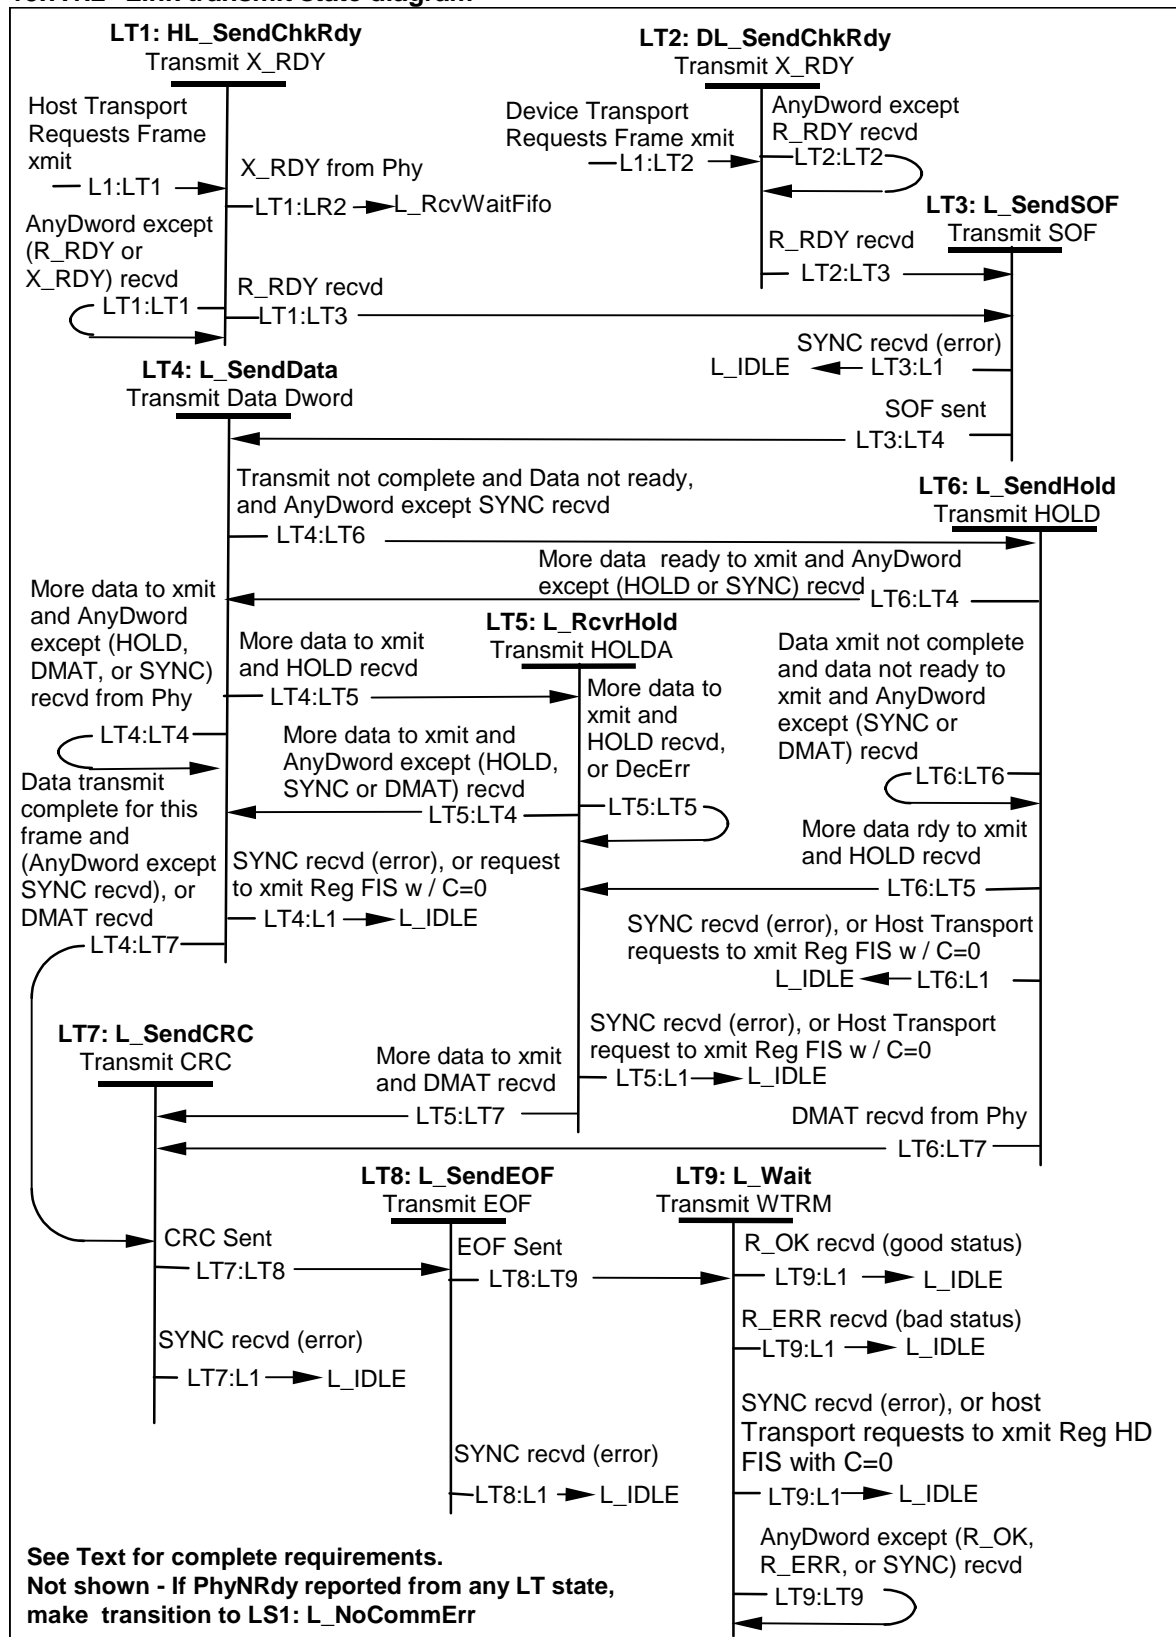 LT1: HL_SendChkRdy
Transmit X_RDY
Host Transport
Requests Frame
xmit
L1:LT1
X_RDY from Phy
LT1:LR2
L_RcvWaitFifo
AnyDword except
(R_RDY or
X_RDY) recvd
LT1:LT1
R_RDY recvd
LT1:LT3
LT2: DL_SendChkRdy
Transmit X_RDY
Device Transport
Requests Frame xmit
L1:LT2
AnyDword except
R_RDY recvd
LT2:LT2
R_RDY recvd
LT2:LT3
LT3: L_SendSOF
Transmit SOF
SYNC recvd (error)
L_IDLE
LT3:L1
SOF sent
LT3:LT4
LT4: L_SendData
Transmit Data Dword
Transmit not complete and Data not ready,
and AnyDword except SYNC recvd
LT4:LT6
LT6: L_SendHold
Transmit HOLD
More data ready to xmit and AnyDword
except (HOLD or SYNC) recvd
LT6:LT4
More data to xmit
and AnyDword
except (HOLD,
DMAT, or SYNC)
recvd from Phy
LT4:LT4
More data to xmit
and HOLD recvd
LT4:LT5
LT5: L_RcvrHold
Transmit HOLDA
More data to
xmit and
HOLD recvd,
or DecErr
LT5:LT5
More data to xmit and
AnyDword except (HOLD,
SYNC or DMAT) recvd
LT5:LT4
Data xmit not complete
and data not ready to
xmit and AnyDword
except (SYNC or
DMAT) recvd
LT6:LT6
More data rdy to xmit
and HOLD recvd
LT6:LT5
Data transmit
complete for this
frame and
(AnyDword except
SYNC recvd), or
DMAT recvd
LT4:LT7
SYNC recvd (error), or request
to xmit Reg FIS w / C=0
LT4:L1
L_IDLE
SYNC recvd (error), or Host Transport
requests to xmit Reg FIS w / C=0
L_IDLE
LT6:L1
SYNC recvd (error), or Host Transport
request to xmit Reg FIS w / C=0
LT5:L1
L_IDLE
LT7: L_SendCRC
Transmit CRC
More data to xmit
and DMAT recvd
LT5:LT7
DMAT recvd from Phy
LT6:LT7
CRC Sent
LT7:LT8
SYNC recvd (error)
LT7:L1
L_IDLE
LT8: L_SendEOF
Transmit EOF
EOF Sent
LT8:LT9
SYNC recvd (error)
LT8:L1
L_IDLE
LT9: L_Wait
Transmit WTRM
R_OK recvd (good status)
LT9:L1
L_IDLE
R_ERR recvd (bad status)
LT9:L1
L_IDLE
SYNC recvd (error), or host
Transport requests to xmit Reg HD
FIS with C=0
LT9:L1
L_IDLE
AnyDword except (R_OK,
R_ERR, or SYNC) recvd
LT9:LT9
See Text for complete requirements.
Not shown - If PhyNRdy reported from any LT state,
make transition to LS1: L_NoCommErr